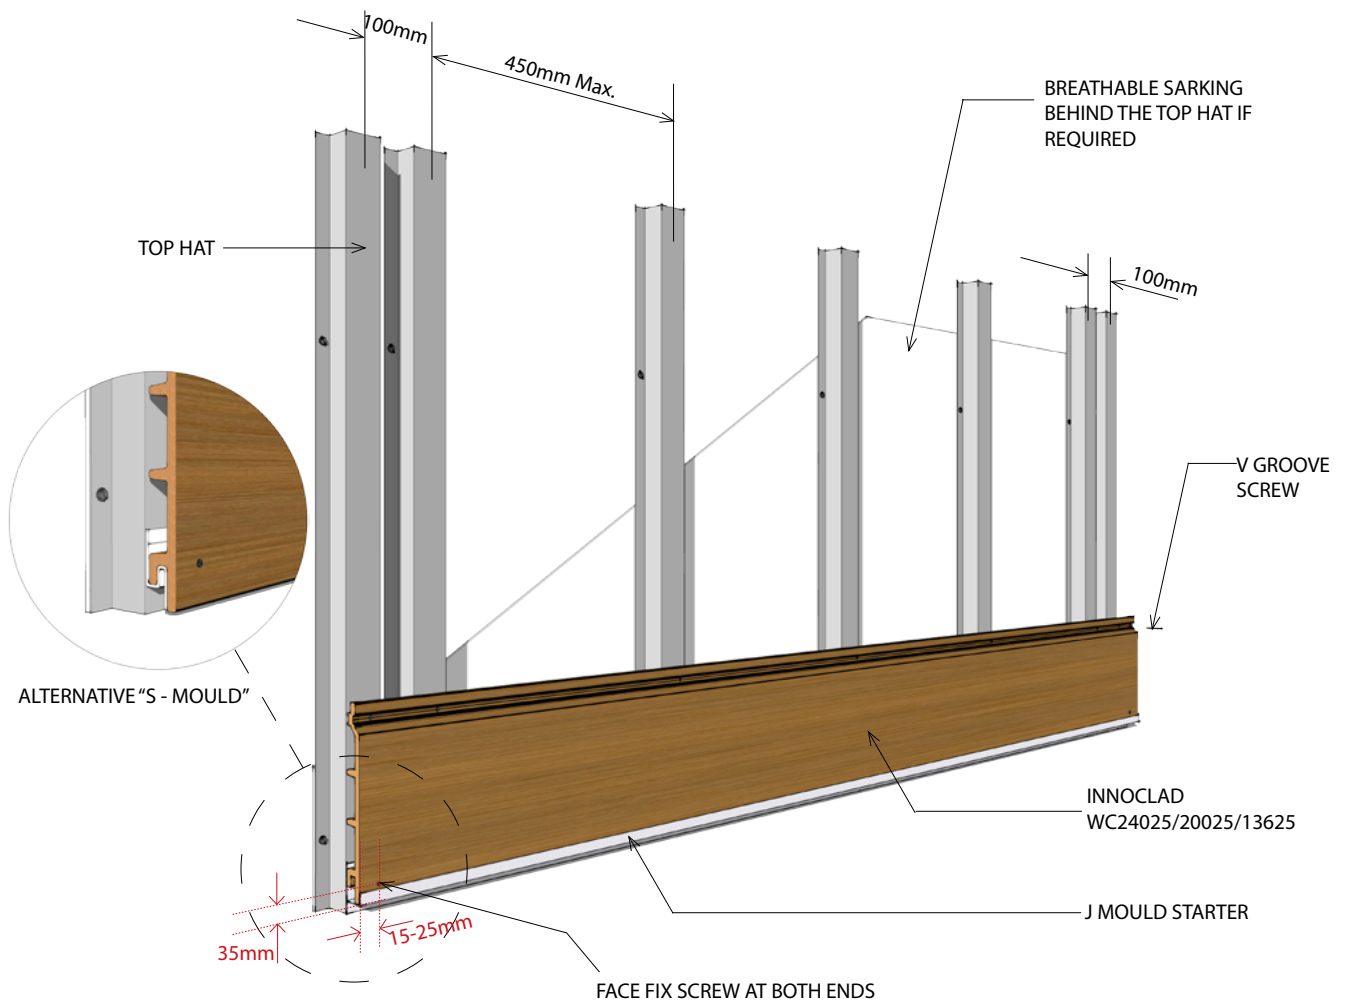 100mm
450mm Max.
BREATHABLE SARKING
BEHIND THE TOP HAT IF
REQUIRED
TOP HAT
100mm
V GROOVE
SCREW
ALTERNATIVE “S - MOULD”
INNOCLAD
WC24025/20025/13625
J MOULD STARTER
15-25mm
35mm
FACE FIX SCREW AT BOTH ENDS